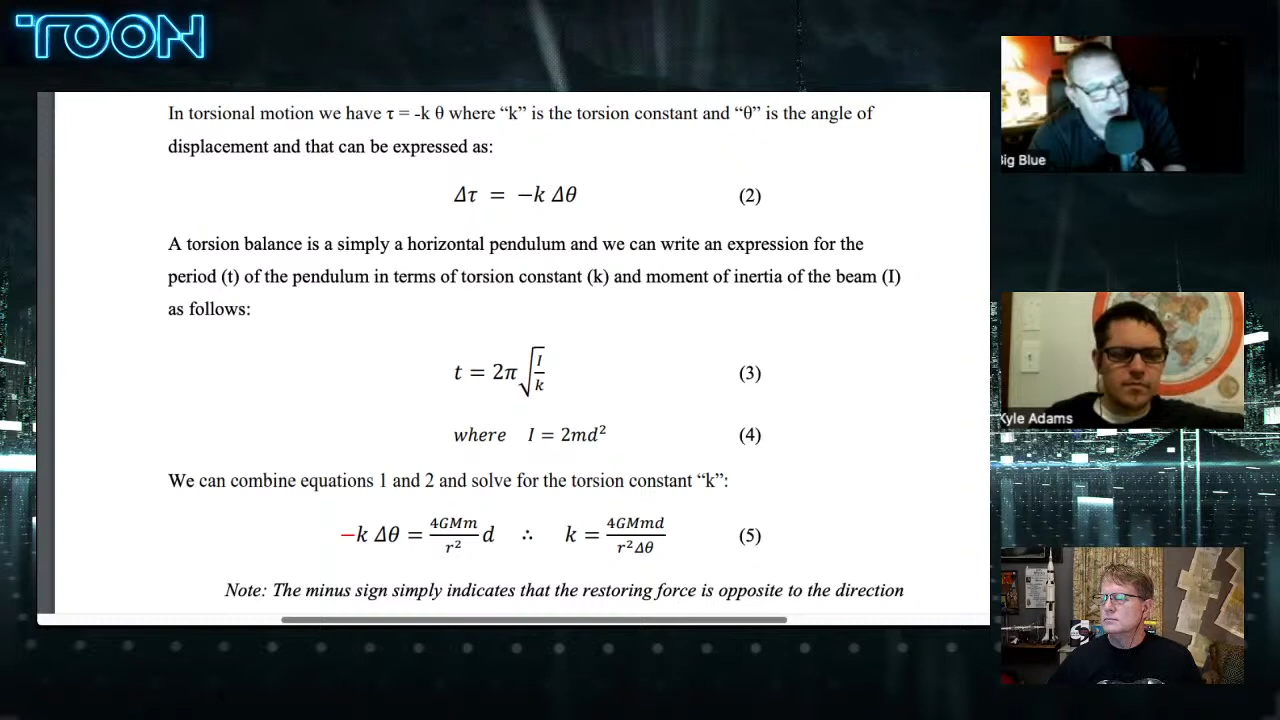 TOON
In torsional motion we have τ = -k θ where “k” is the torsion constant and “θ” is the angle of
displacement and that can be expressed as:
Δτ = −k Δθ (2)
A torsion balance is a simply a horizontal pendulum and we can write an expression for the
period (t) of the pendulum in terms of torsion constant (k) and moment of inertia of the beam (I)
as follows:
t = 2π√(I/k) (3)
where I = 2md² (4)
We can combine equations 1 and 2 and solve for the torsion constant “k”:
−k Δθ = 4GMm/r² d ∴ k = 4GMmd/r²Δθ (5)
Note: The minus sign simply indicates that the restoring force is opposite to the direction
Big Blue
Kyle Adams